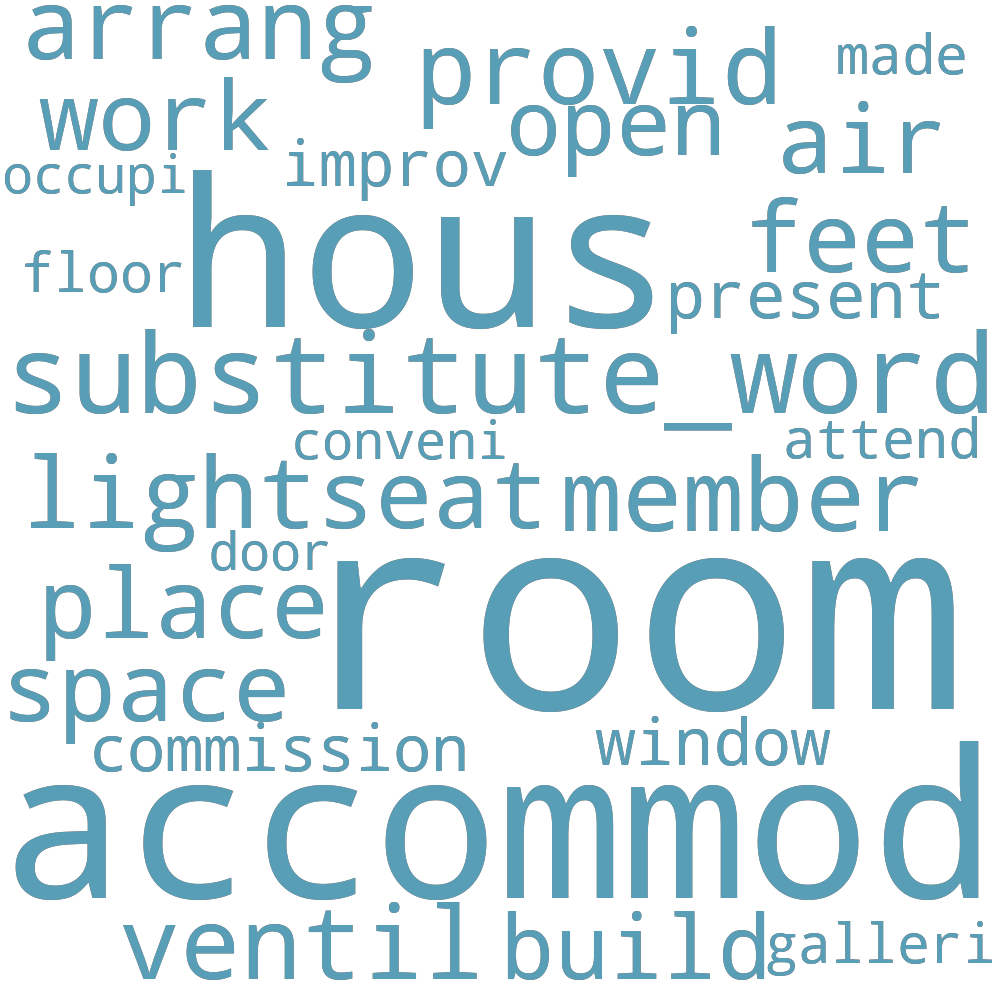 arrang
provid
made
work
open
air
occupi
improv
hous
feet
floor
present
substitute_word
conveni
attend
light
seat
member
door
room
place
space
commission
window
accommod
ventil
build
galleri